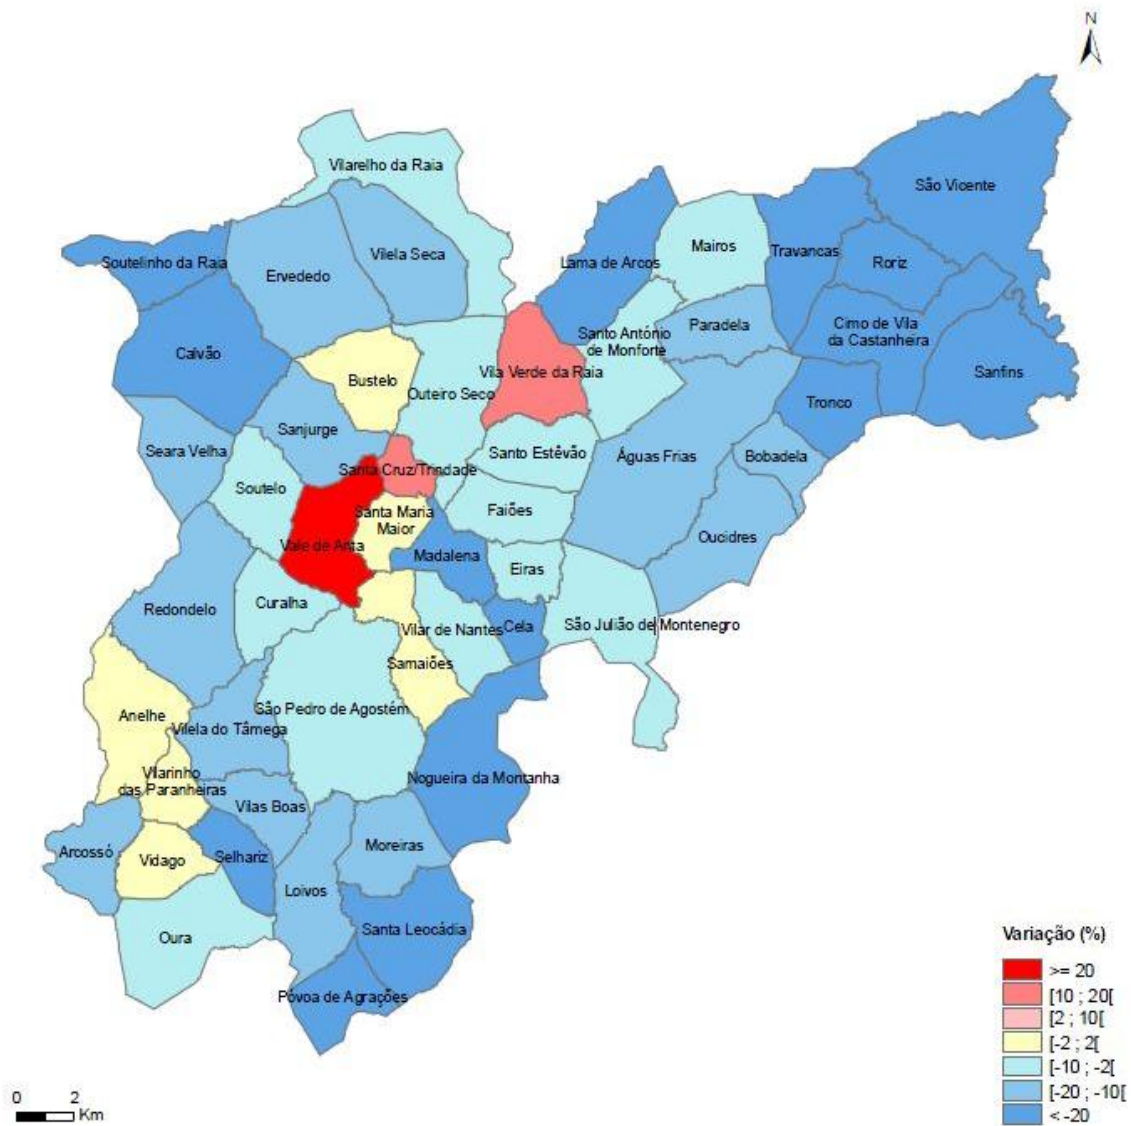 N
Vilarelho da Raia
São Vicente
Mairos
Travancas
Vilela Seca
Soutelinho da Raia
Lama de Arcos
Roriz
Ervededo
Paradela
Cimo de Vila
da Castanheira
Santo António
de Monforte
Calvão
Sanfins
Vila Verde da Raia
Bustelo
Outeiro Seco
Tronco
Sanjurge
Seara Velha
Santo Estêvão
Águas Frias
Bobadela
Santa Cruz/Trindade
Soutelo
Faiões
Santa Maria
Maior
Oucidres
Vale de Anta
Madalena
Eiras
Curalha
Redondelo
São Julião de Montenegro
Vilar de Nantes
Cela
Samaiões
São Pedro de Agostém
Anelhe
Vilela do Tâmega
Nogueira da Montanha
Vilarinho
das Paranheiras
Vilas Boas
Moreiras
Arcossó
Vidago
Selhariz
Loivos
Santa Leocádia
Oura
Póvoa de Agrações
Variação (%)
>= 20
[10 ; 20[
[2 ; 10[
[-2 ; 2[
[-10 ; -2[
[-20 ; -10[
< -20
0 2
Km